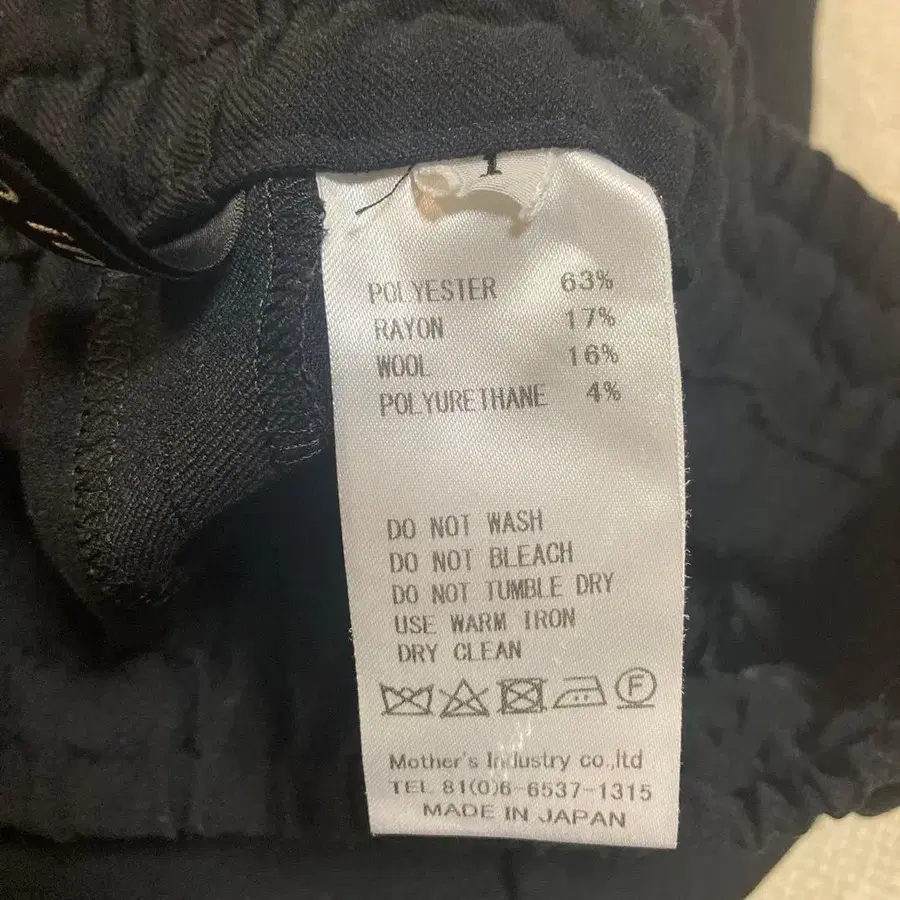 1
POLYESTER 63%
RAYON 17%
WOOL 16%
POLYURETHANE 4%
DO NOT WASH
DO NOT BLEACH
DO NOT TUMBLE DRY
USE WARM IRON
DRY CLEAN
F
Mother's Industry co.,ltd
TEL 81(0)6-6537-1315
MADE IN JAPAN